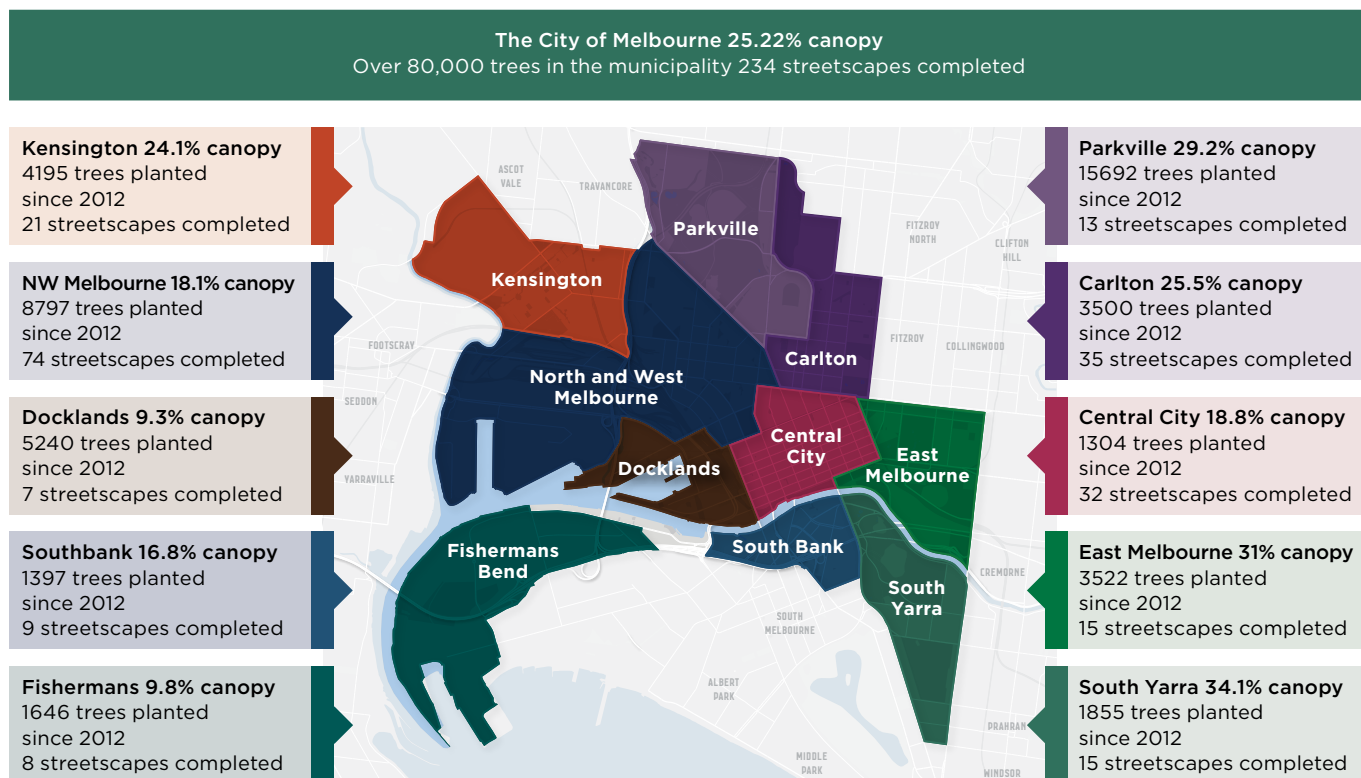 The City of Melbourne 25.22% canopy
Over 80,000 trees in the municipality 234 streetscapes completed
Kensington 24.1% canopy
4195 trees planted
since 2012
21 streetscapes completed
NW Melbourne 18.1% canopy
8797 trees planted
since 2012
74 streetscapes completed
Docklands 9.3% canopy
5240 trees planted
since 2012
7 streetscapes completed
Southbank 16.8% canopy
1397 trees planted
since 2012
9 streetscapes completed
Fishermans 9.8% canopy
1646 trees planted
since 2012
8 streetscapes completed
ASCOT
VALE
TRAVANCORE
Parkville
FITZROY
NORTH
CLIFTON
HILL
Kensington
FOOTSCRAY
FITZROY
COLLINGWOOD
Carlton
North and West
Melbourne
SEDDON
Central
City
East
Melbourne
Docklands
YARRAVILLE
Fishermans
Bend
South Bank
CREMORNE
South
Yarra
SOUTH
MELBOURNE
ALBERT
PARK
PRAHRAN
MIDDLE
PARK
WINDSOR
Parkville 29.2% canopy
15692 trees planted
since 2012
13 streetscapes completed
Carlton 25.5% canopy
3500 trees planted
since 2012
35 streetscapes completed
Central City 18.8% canopy
1304 trees planted
since 2012
32 streetscapes completed
East Melbourne 31% canopy
3522 trees planted
since 2012
15 streetscapes completed
South Yarra 34.1% canopy
1855 trees planted
since 2012
15 streetscapes completed